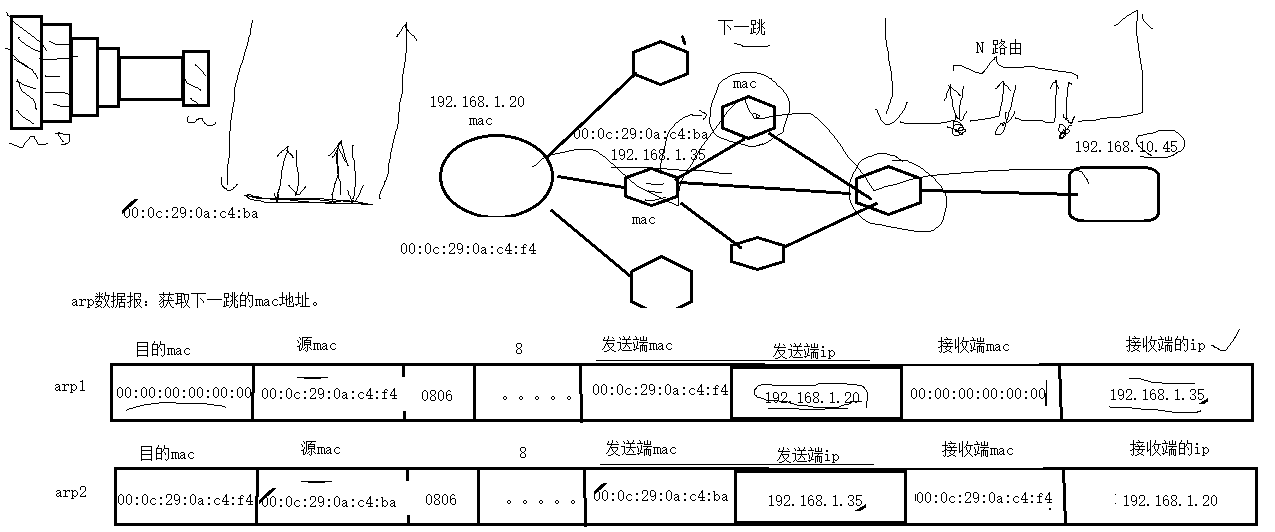 下一跳
N 路由
mac
192.168.1.20
mac
00:0c:29:0a:c4:ba
192.168.1.35
192.168.10.45
00:0c:29:0a:c4:ba
mac
00:0c:29:0a:c4:f4
arp数据报：获取下一跳的mac地址。
目的mac 源mac 8 发送端mac 发送端ip 接收端mac 接收端的ip
arp1 00:00:00:00:00:00 00:0c:29:0a:c4:f4 0806 ..... 00:0c:29:0a:c4:f4 192.168.1.20 00:00:00:00:00:00 192.168.1.35
目的mac 源mac 8 发送端mac 发送端ip 接收端mac 接收端的ip
arp2 00:0c:29:0a:c4:f4 00:0c:29:0a:c4:ba 0806 ..... 00:0c:29:0a:c4:ba 192.168.1.35 00:0c:29:0a:c4:f4 192.168.1.20